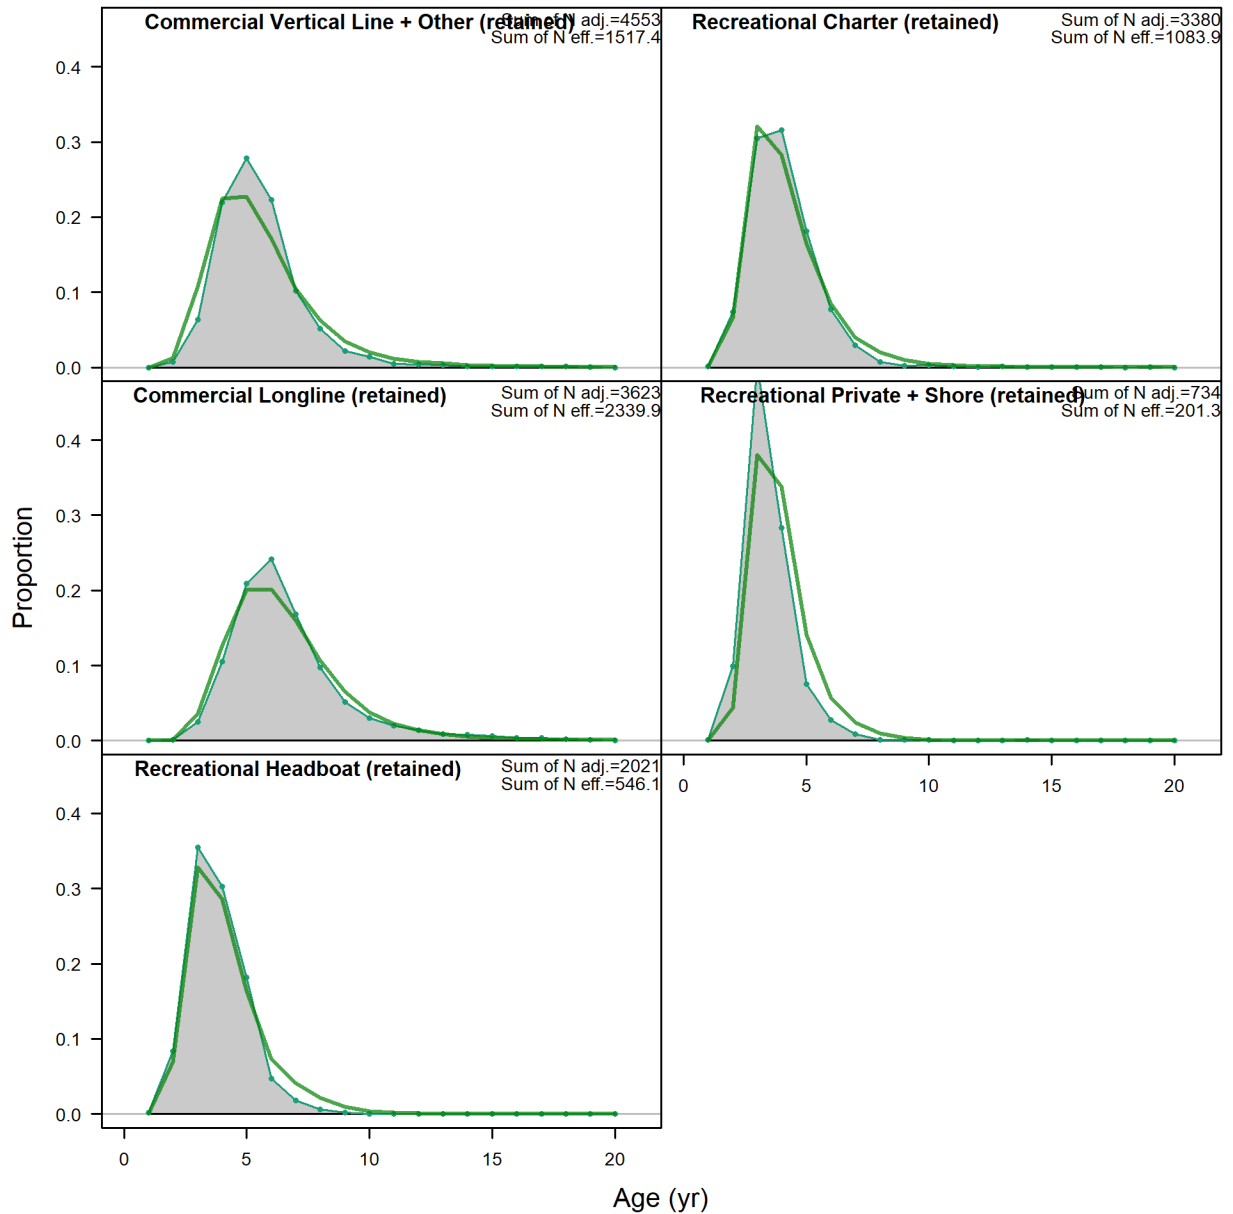 Commercial Vertical Line + Other (retained)
Sum of N adj.=4553
Sum of N eff.=1517.4
Recreational Charter (retained)
Sum of N adj.=3380
Sum of N eff.=1083.9
0.4
0.3
0.2
0.1
0.0
Commercial Longline (retained)
Sum of N adj.=3623
Sum of N eff.=2339.9
Recreational Private + Shore (retained)
Sum of N adj.=734
Sum of N eff.=201.3
0.4
0.3
0.2
0.1
0.0
Proportion
Recreational Headboat (retained)
Sum of N adj.=2021
Sum of N eff.=546.1
0 5 10 15 20
0.4
0.3
0.2
0.1
0.0
0 5 10 15 20
Age (yr)